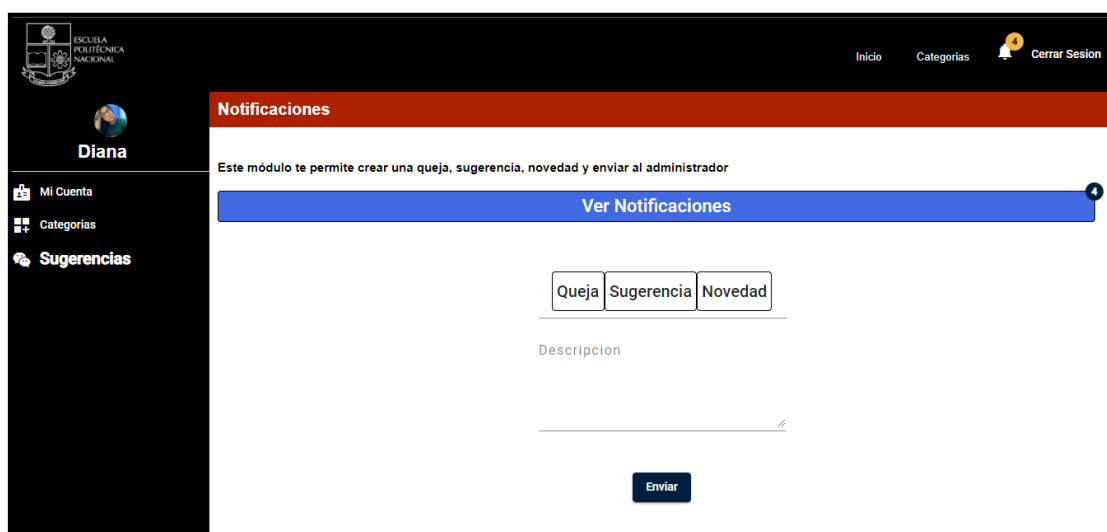 ESCUELA
POLITÉCNICA
NACIONAL
Inicio
Categorias
4
Cerrar Sesion
Diana
Mi Cuenta
Categorias
Sugerencias
Notificaciones
Este módulo te permite crear una queja, sugerencia, novedad y enviar al administrador
Ver Notificaciones
4
Queja Sugerencia Novedad
Descripcion
Enviar